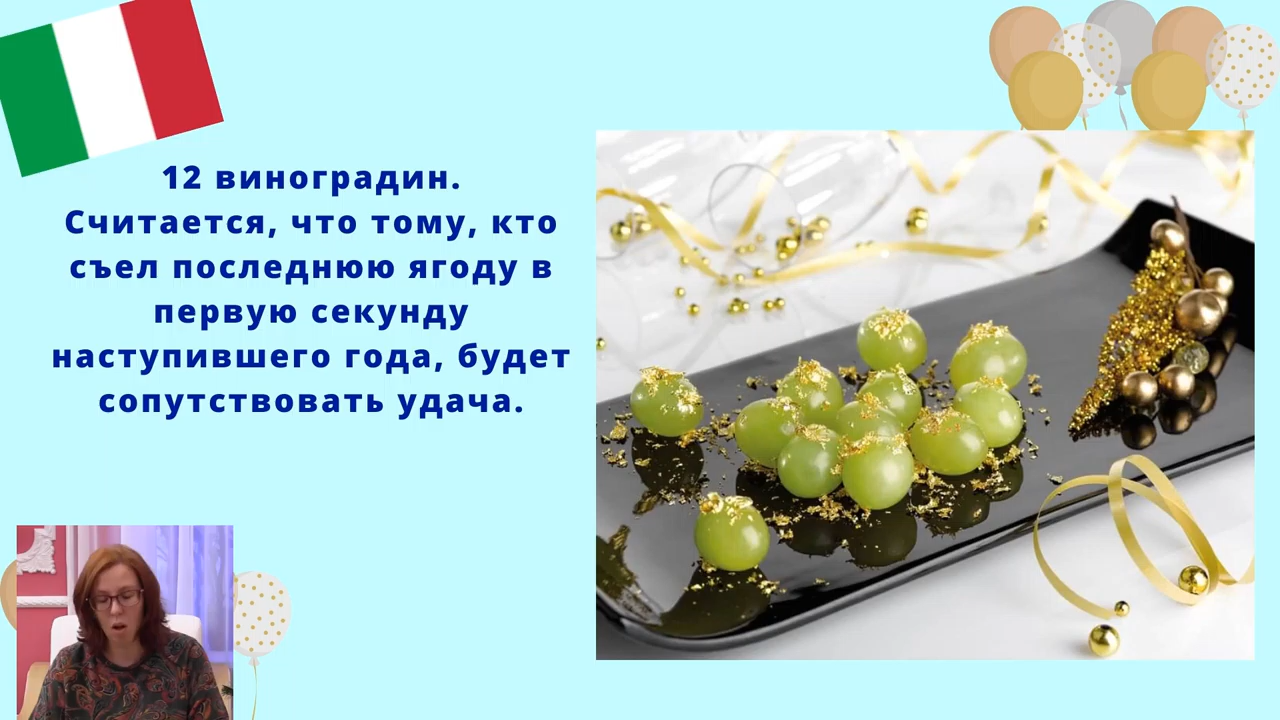 12 виноградин.
Считается, что тому, кто
съел последнюю ягоду в
первую секунду
наступившего года, будет
сопутствовать удача.